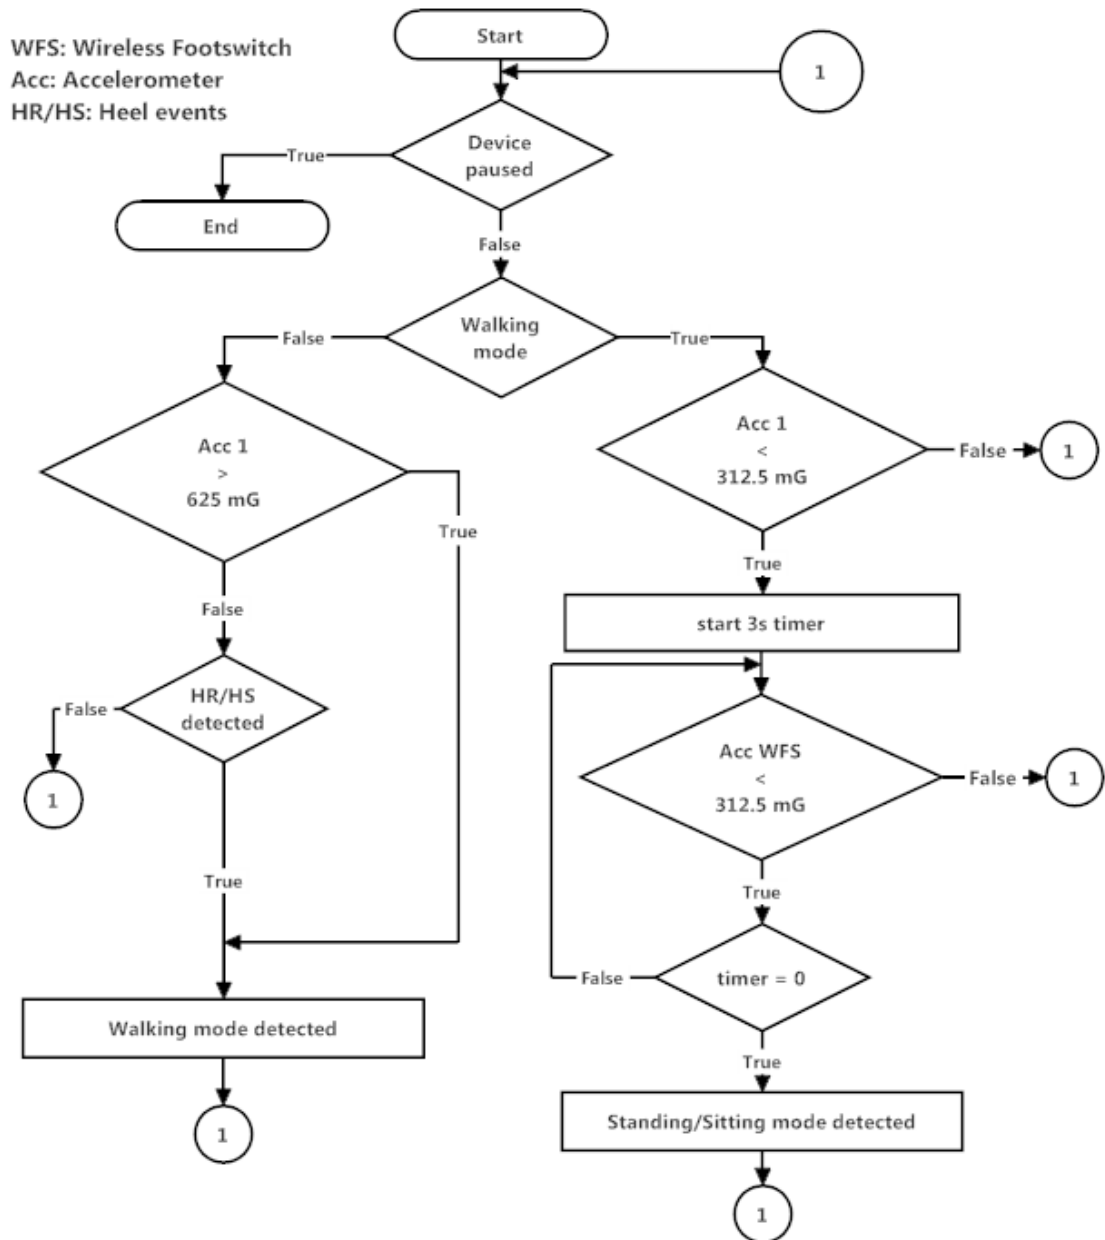 Start
WFS: Wireless Footswitch
Acc: Accelerometer
HR/HS: Heel events
1
Device
paused
True
End
False
Walking
mode
False
True
Acc 1
>
625 mG
True
False
Acc 1
<
312.5 mG
False
1
True
start 3s timer
HR/HS
detected
False
1
True
Acc WFS
<
312.5 mG
False
1
True
timer = 0
False
True
Walking mode detected
1
Standing/Sitting mode detected
1